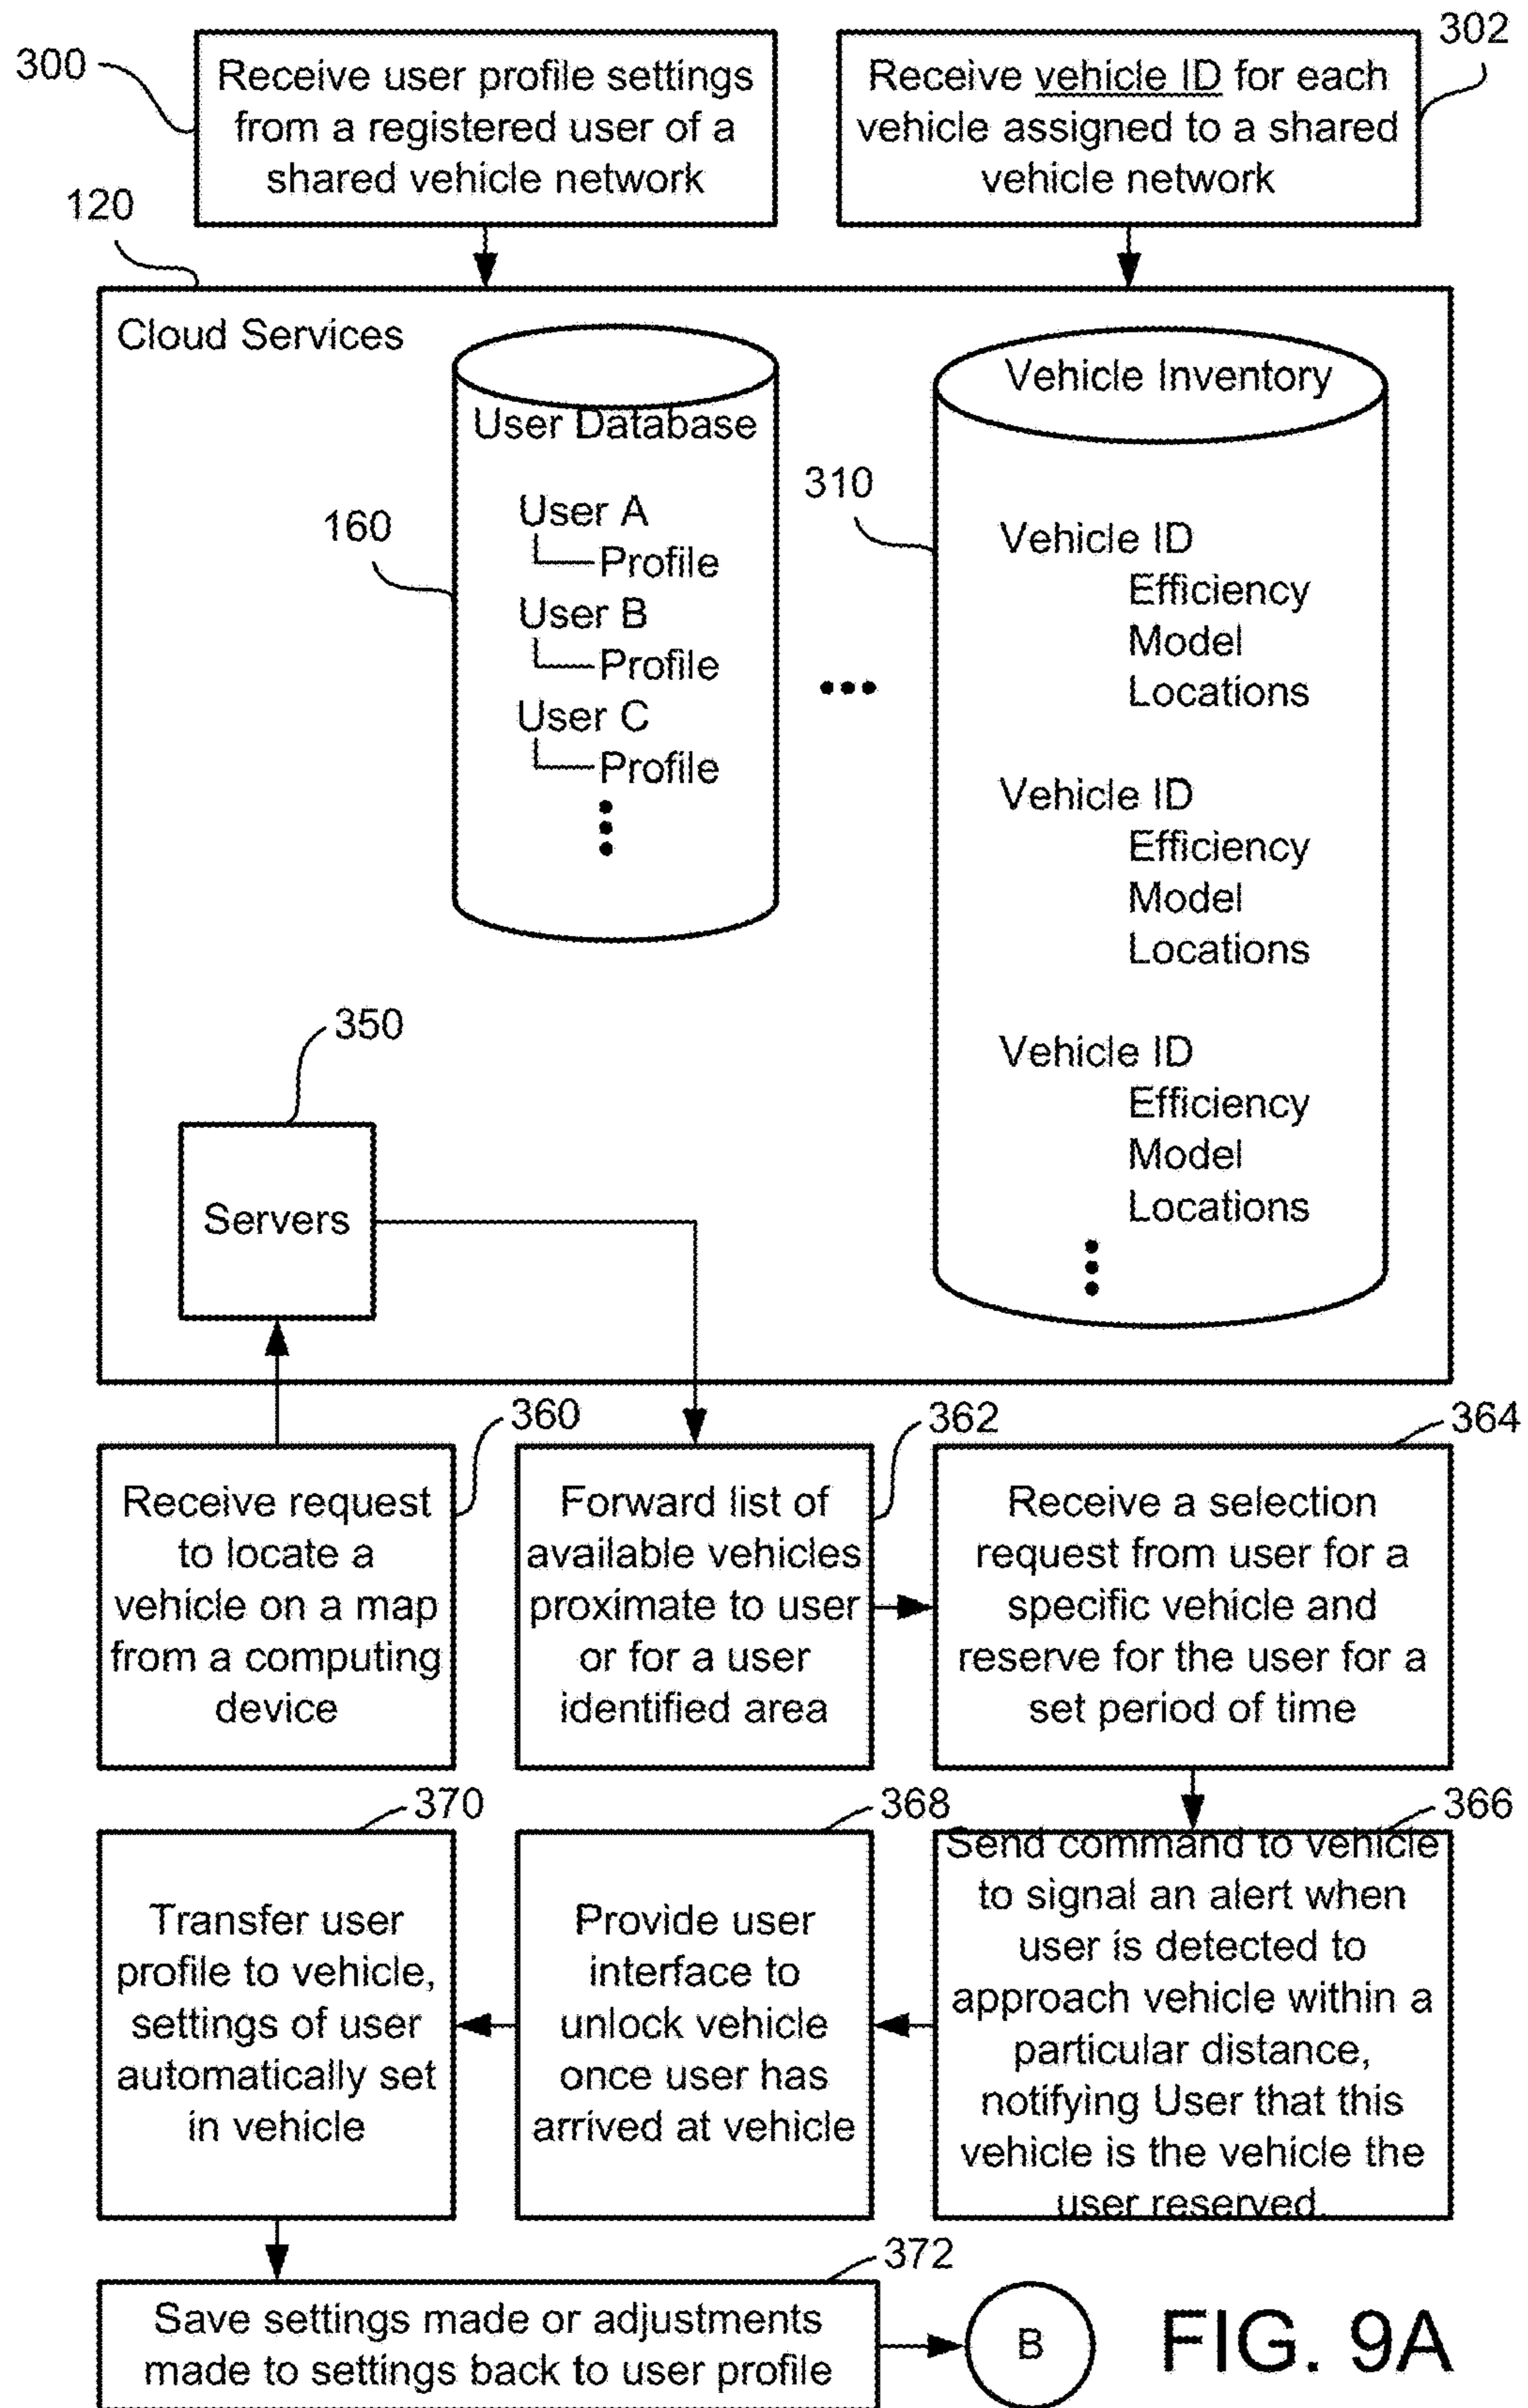 300
Receive user profile settings
from a registered user of a
shared vehicle network
302
Receive vehicle ID for each
vehicle assigned to a shared
vehicle network
120
Cloud Services
User Database
160
User A
Profile
User B
Profile
User C
Profile
310
Vehicle Inventory
Vehicle ID
Efficiency
Model
Locations
Vehicle ID
Efficiency
Model
Locations
Vehicle ID
Efficiency
Model
Locations
350
Servers
360
Receive request
to locate a
vehicle on a map
from a computing
device
362
Forward list of
available vehicles
proximate to user
or for a user
identified area
364
Receive a selection
request from user for a
specific vehicle and
reserve for the user for a
set period of time
366
Send command to vehicle
to signal an alert when
user is detected to
approach vehicle within a
particular distance,
notifying User that this
vehicle is the vehicle the
user reserved.
368
Provide user
interface to
unlock vehicle
once user has
arrived at vehicle
370
Transfer user
profile to vehicle,
settings of user
automatically set
in vehicle
372
Save settings made or adjustments
made to settings back to user profile
B
FIG. 9A